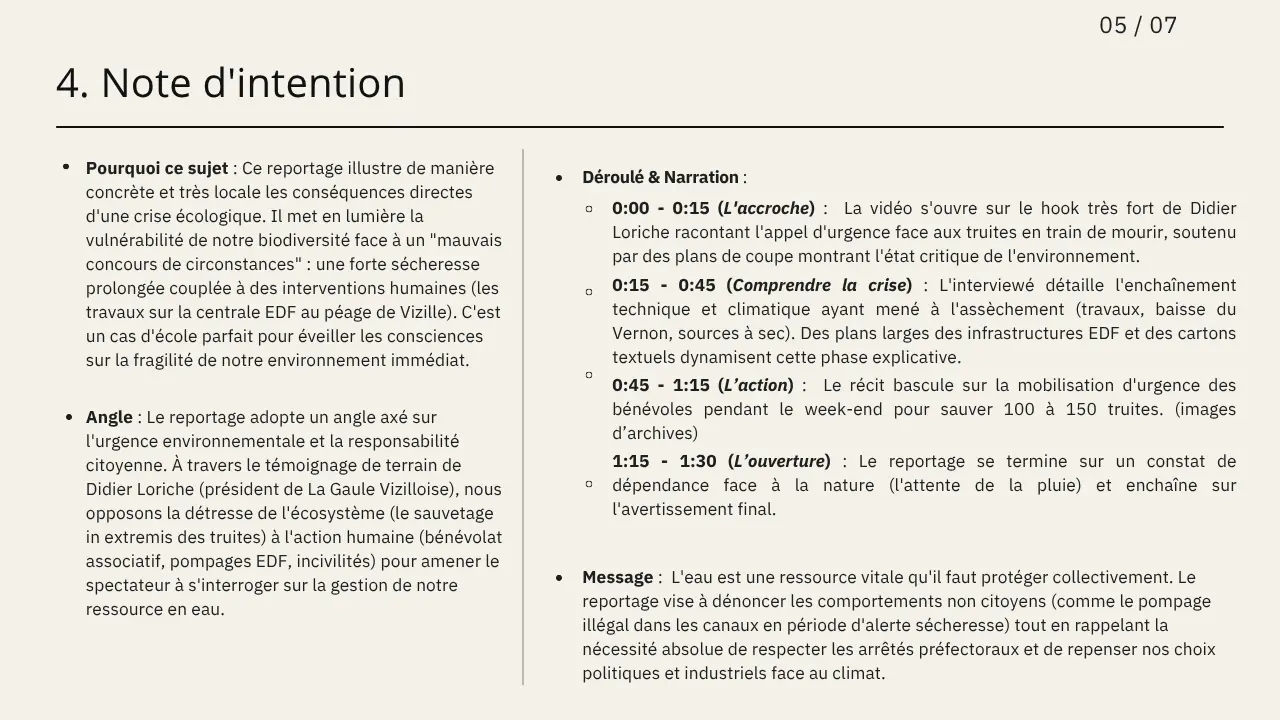 05 / 07
4. Note d'intention
• Pourquoi ce sujet : Ce reportage illustre de manière
concrète et très locale les conséquences directes
d'une crise écologique. Il met en lumière la
vulnérabilité de notre biodiversité face à un "mauvais
concours de circonstances" : une forte sécheresse
prolongée couplée à des interventions humaines (les
travaux sur la centrale EDF au péage de Vizille). C'est
un cas d'école parfait pour éveiller les consciences
sur la fragilité de notre environnement immédiat.
• Angle : Le reportage adopte un angle axé sur
l'urgence environnementale et la responsabilité
citoyenne. À travers le témoignage de terrain de
Didier Loriche (président de La Gaule Vizilloise), nous
opposons la détresse de l'écosystème (le sauvetage
in extremis des truites) à l'action humaine (bénévolat
associatif, pompages EDF, incivilités) pour amener le
spectateur à s'interroger sur la gestion de notre
ressource en eau.
• Déroulé & Narration :
◦ 0:00 - 0:15 (L'accroche) : La vidéo s'ouvre sur le hook très fort de Didier
Loriche racontant l'appel d'urgence face aux truites en train de mourir, soutenu
par des plans de coupe montrant l'état critique de l'environnement.
◦ 0:15 - 0:45 (Comprendre la crise) : L'interviewé détaille l'enchaînement
technique et climatique ayant mené à l'assèchement (travaux, baisse du
Vernon, sources à sec). Des plans larges des infrastructures EDF et des cartons
textuels dynamisent cette phase explicative.
◦ 0:45 - 1:15 (L’action) : Le récit bascule sur la mobilisation d'urgence des
bénévoles pendant le week-end pour sauver 100 à 150 truites. (images
d’archives)
◦ 1:15 - 1:30 (L’ouverture) : Le reportage se termine sur un constat de
dépendance face à la nature (l'attente de la pluie) et enchaîne sur
l'avertissement final.
• Message : L'eau est une ressource vitale qu'il faut protéger collectivement. Le
reportage vise à dénoncer les comportements non citoyens (comme le pompage
illégal dans les canaux en période d'alerte sécheresse) tout en rappelant la
nécessité absolue de respecter les arrêtés préfectoraux et de repenser nos choix
politiques et industriels face au climat.